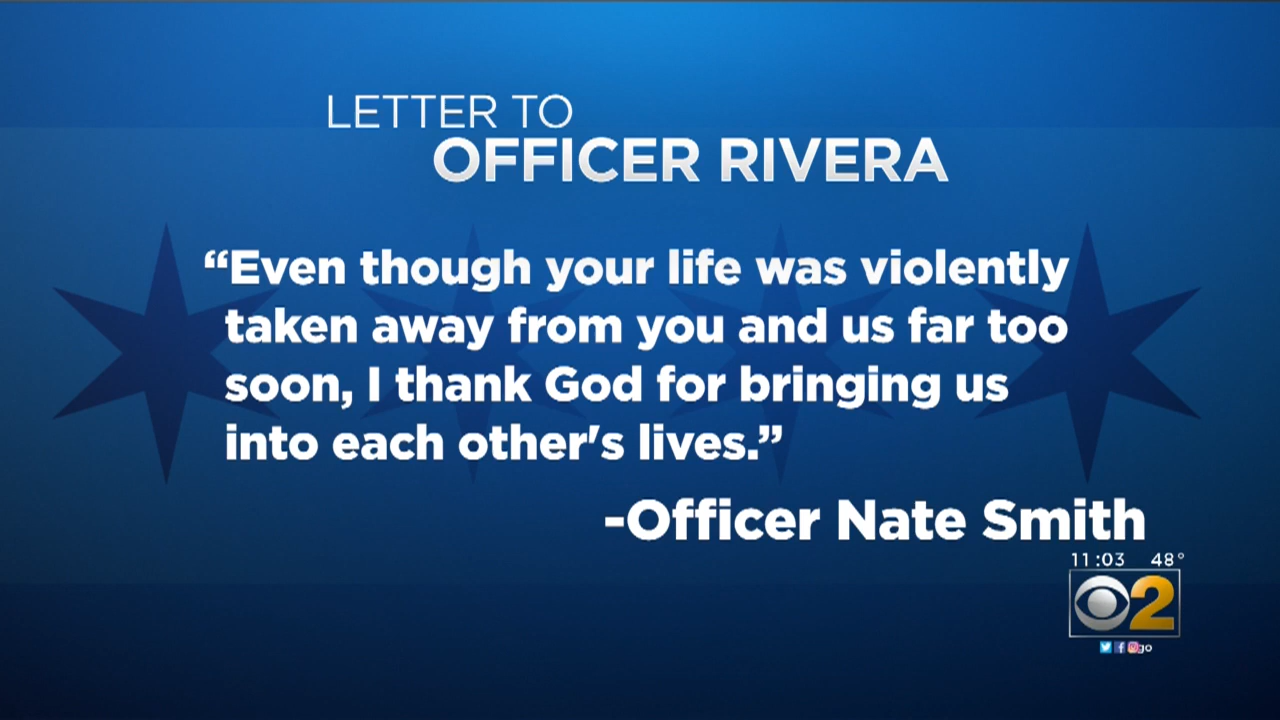 LETTER TO
OFFICER RIVERA
“Even though your life was violently
taken away from you and us far too
soon, I thank God for bringing us
into each other's lives.”
-Officer Nate Smith
11:03 48°
2
go